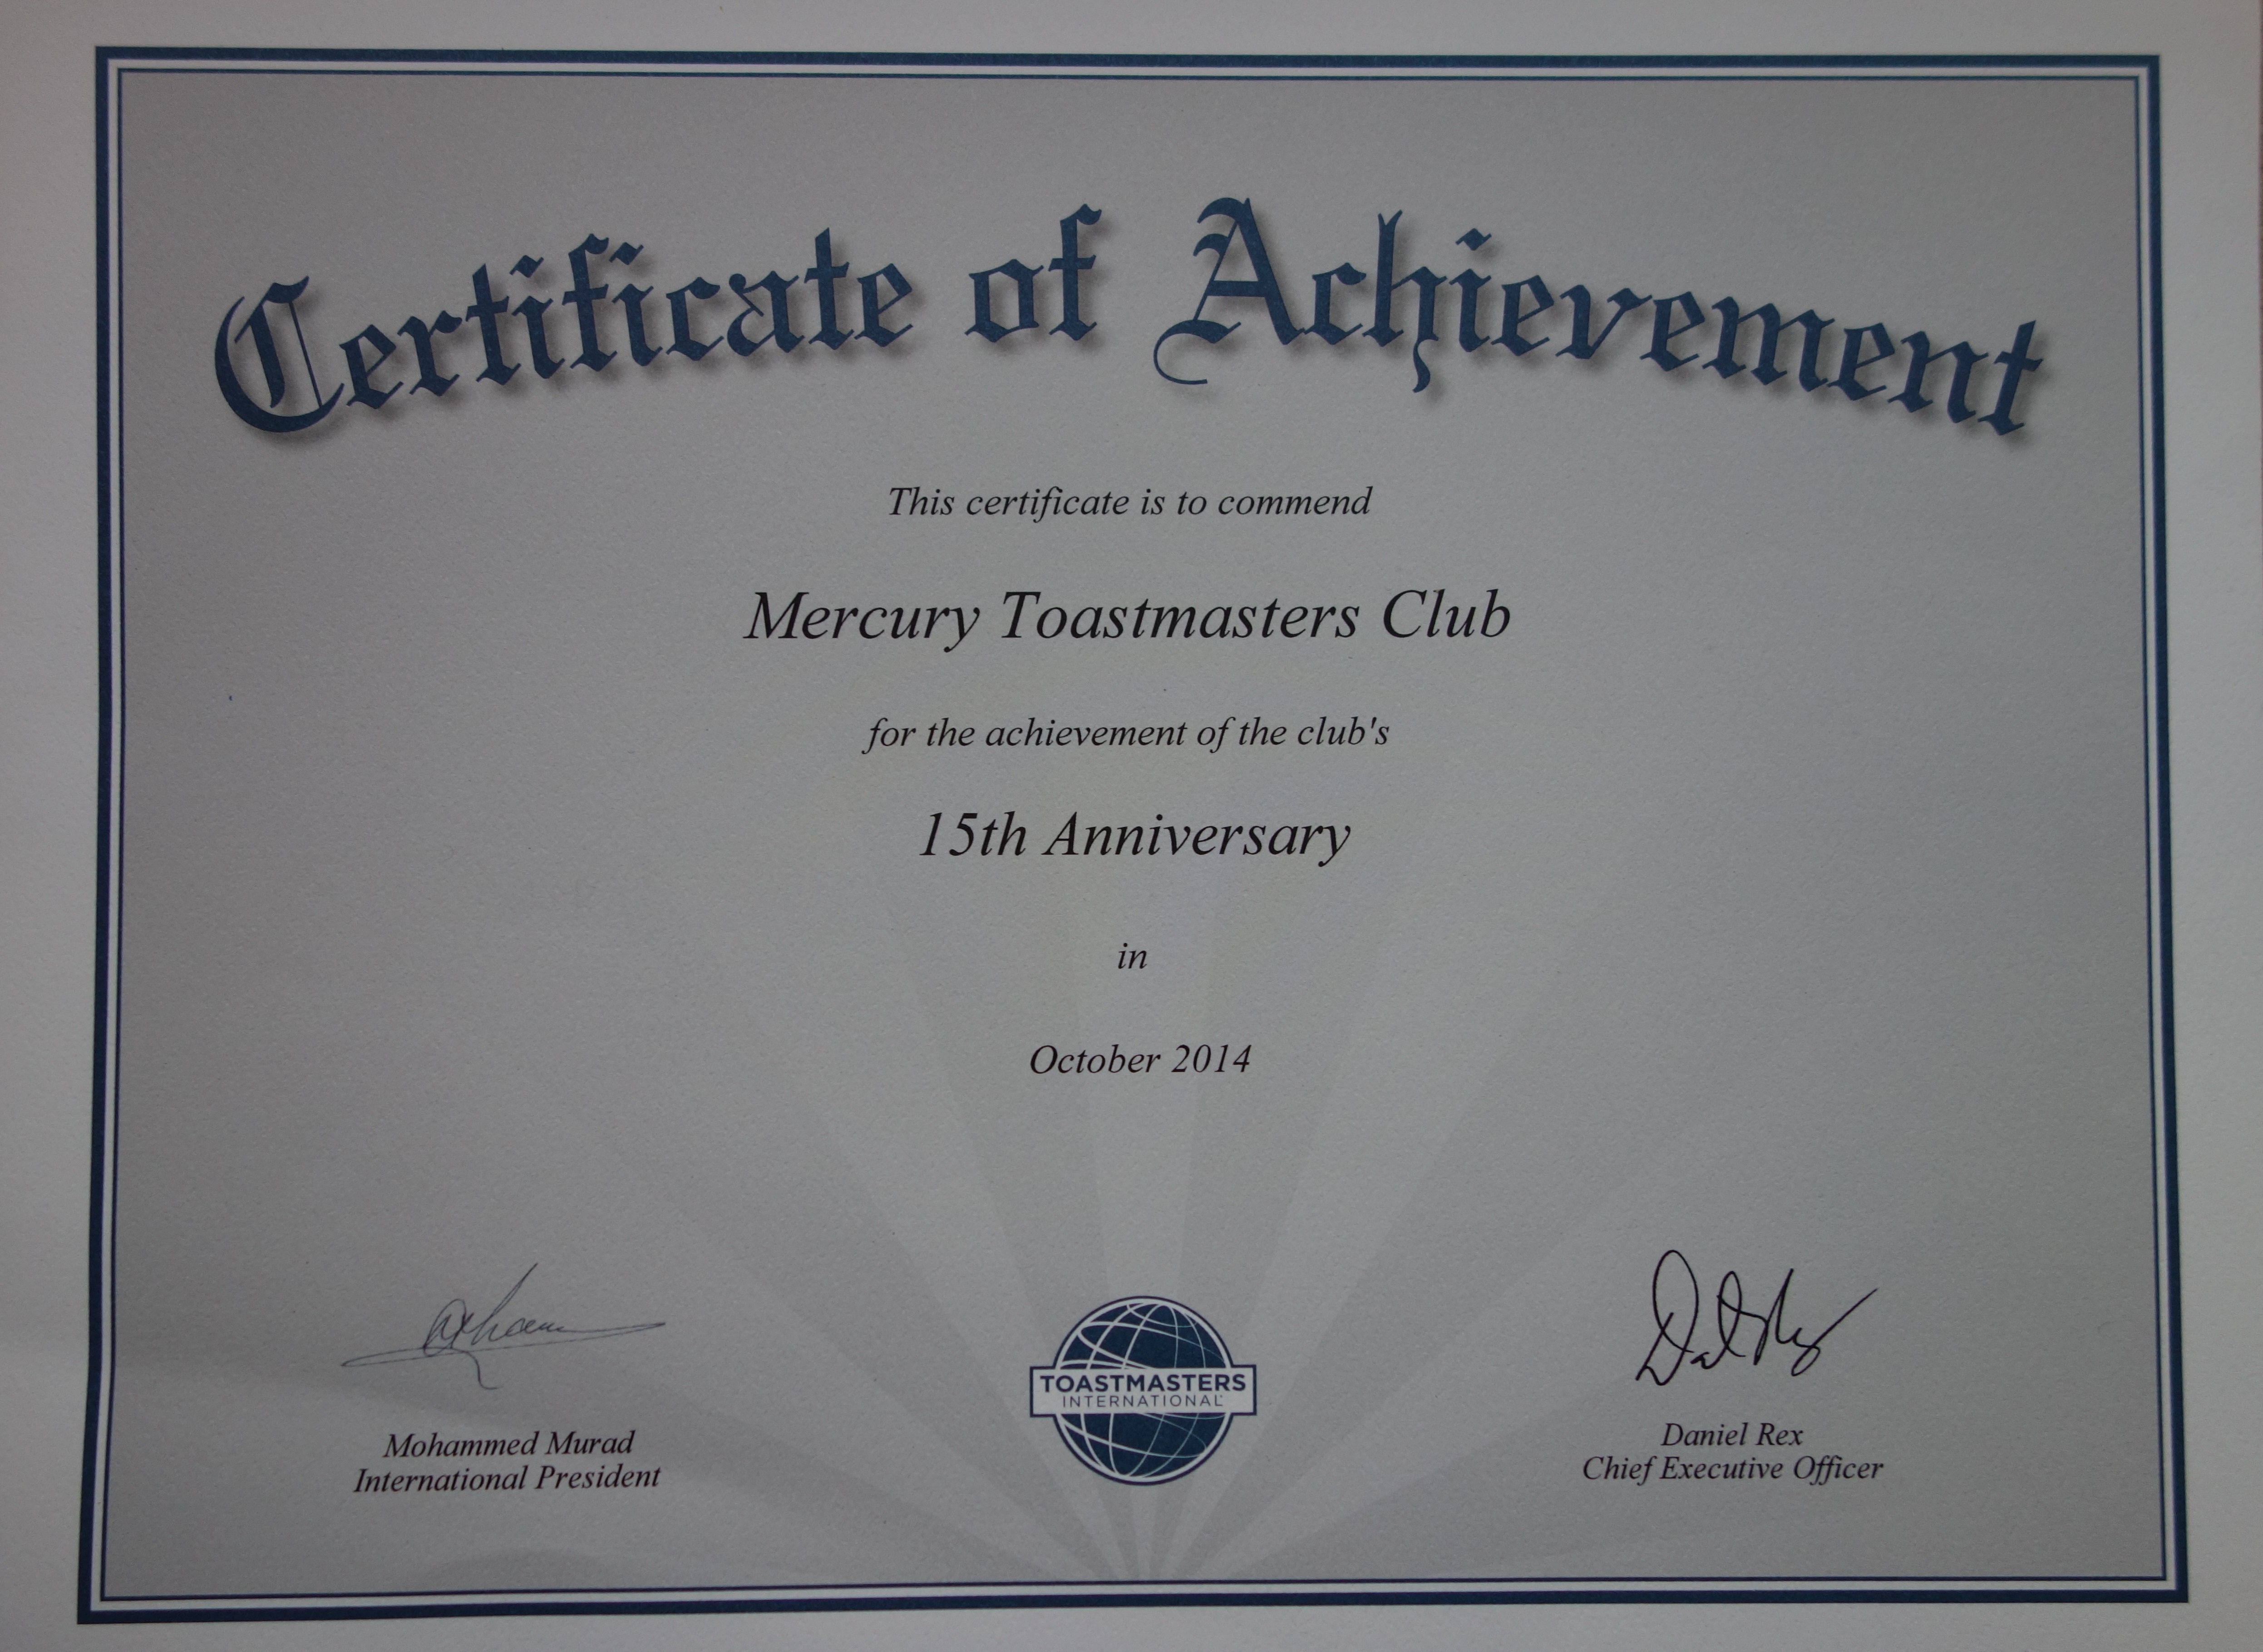 Certificate of Achievement
This certificate is to commend
Mercury Toastmasters Club
for the achievement of the club's
15th Anniversary
in
October 2014
Mohammed Murad
International President
TOASTMASTERS
INTERNATIONAL
Daniel Rex
Chief Executive Officer